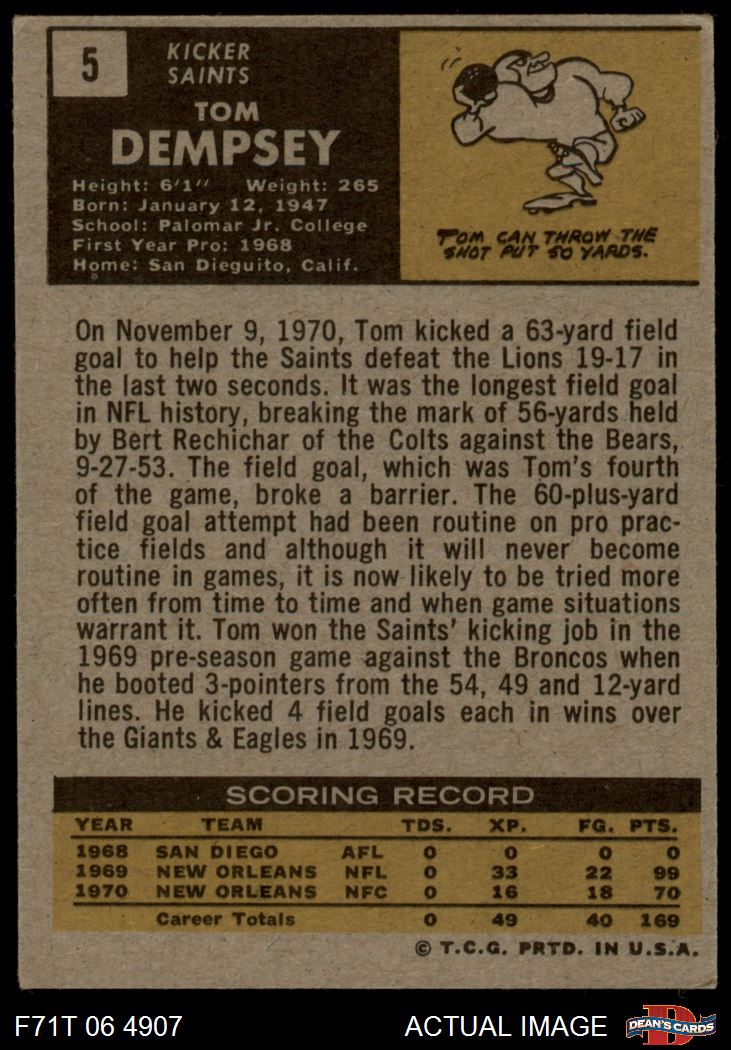 5
KICKER
SAINTS
TOM
DEMPSEY
Height: 6'1" Weight: 265
Born: January 12, 1947
School: Palomar Jr. College
First Year Pro: 1968
Home: San Dieguito, Calif.
TOM CAN THROW THE
SHOT PUT 50 YARDS.
On November 9, 1970, Tom kicked a 63-yard field
goal to help the Saints defeat the Lions 19-17 in
the last two seconds. It was the longest field goal
in NFL history, breaking the mark of 56-yards held
by Bert Rechichar of the Colts against the Bears,
9-27-53. The field goal, which was Tom's fourth
of the game, broke a barrier. The 60-plus-yard
field goal attempt had been routine on pro prac-
tice fields and although it will never become
routine in games, it is now likely to be tried more
often from time to time and when game situations
warrant it. Tom won the Saints' kicking job in the
1969 pre-season game against the Broncos when
he booted 3-pointers from the 54, 49 and 12-yard
lines. He kicked 4 field goals each in wins over
the Giants & Eagles in 1969.
SCORING RECORD
YEAR TEAM TDS. XP. FG. PTS.
1968 SAN DIEGO AFL 0 0 0 0
1969 NEW ORLEANS NFL 0 33 22 99
1970 NEW ORLEANS NFC 0 16 18 70
Career Totals 0 49 40 169
© T.C.G. PRTD. IN U.S.A.
F71T 06 4907 ACTUAL IMAGE D DEAN'S CARDS